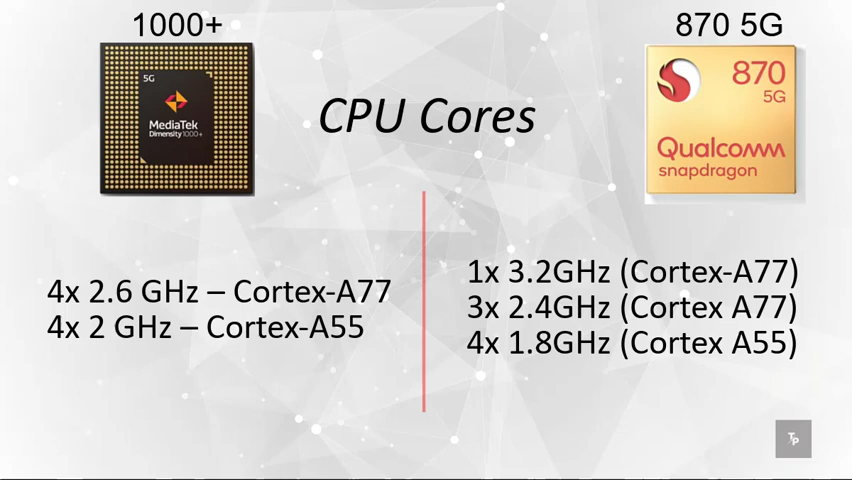 1000+
870 5G
5G
MediaTek
Dimensity 1000+
870
5G
Qualcomm
snapdragon
CPU Cores
4x 2.6 GHz – Cortex-A77
4x 2 GHz – Cortex-A55
1x 3.2GHz (Cortex-A77)
3x 2.4GHz (Cortex A77)
4x 1.8GHz (Cortex A55)
TP